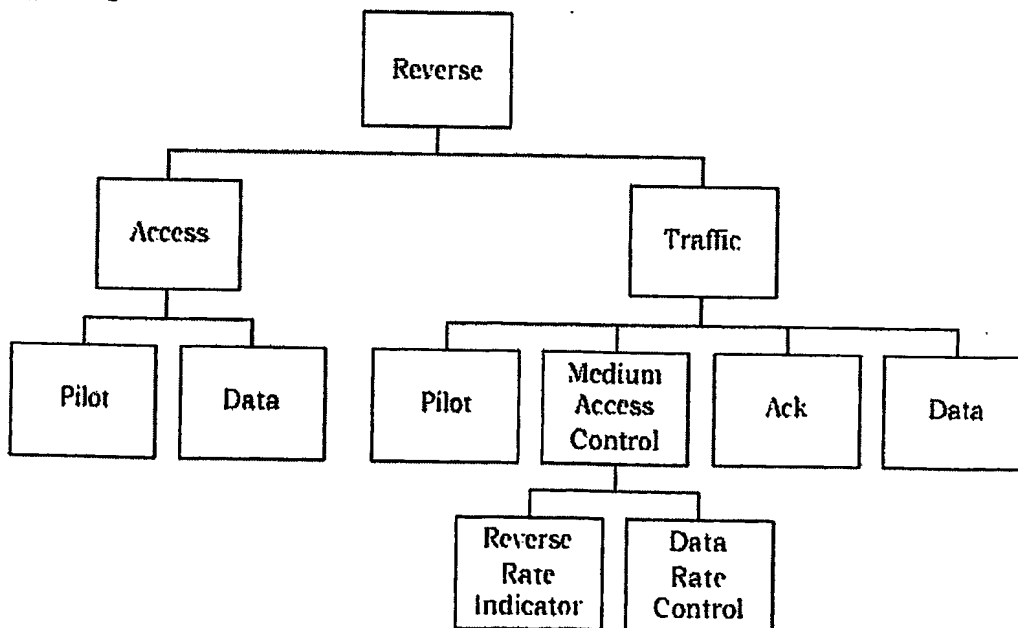 Reverse
Access
Traffic
Pilot
Data
Pilot
Medium
Access
Control
Ack
Data
Reverse
Rate
Indicator
Data
Rate
Control